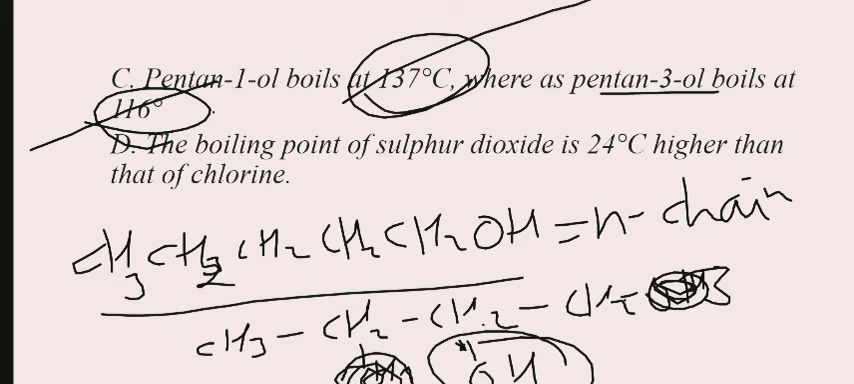 C. Pentan-1-ol boils at 137°C, where as pentan-3-ol boils at
116°
D. The boiling point of sulphur dioxide is 24°C higher than
that of chlorine.
CH3CH2CH2CH2CH2OH = n-chain
CH3-CH2-CH2-CH2
OH